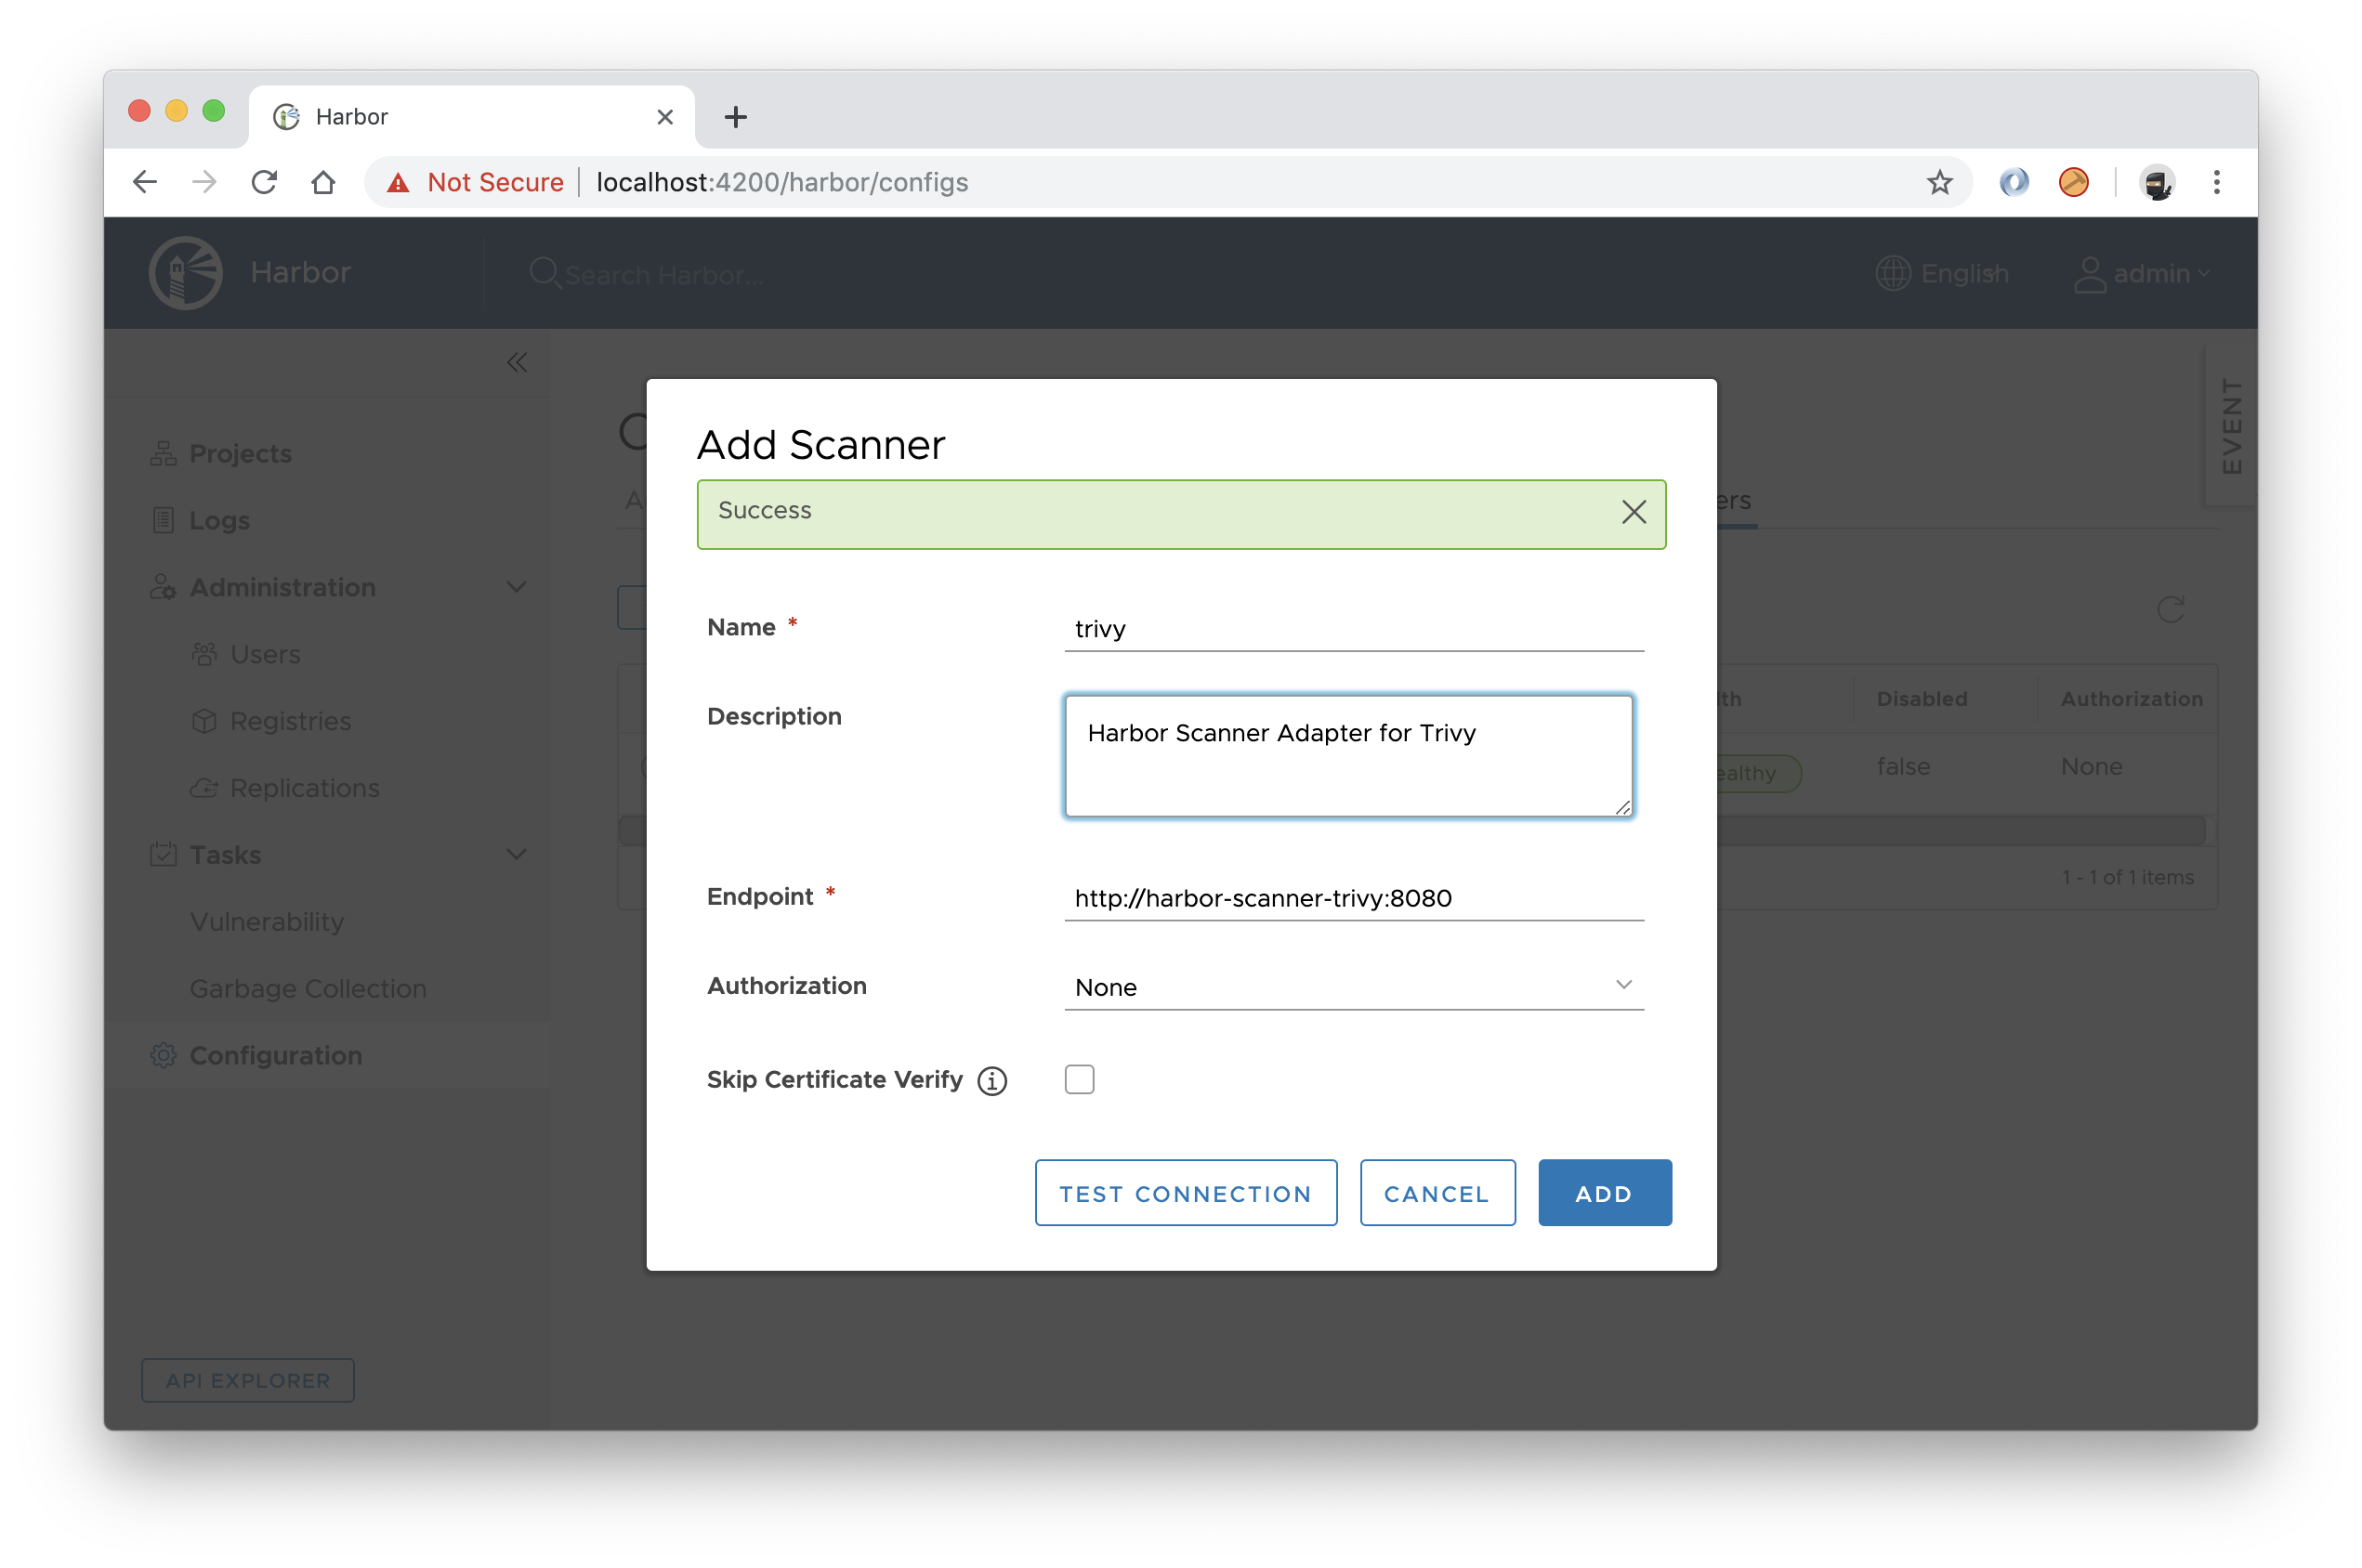 Harbor
Not Secure
localhost:4200/harbor/configs
Harbor
Search Harbor...
English
admin
EVENT
Projects
Logs
Administration
Users
Registries
Replications
Tasks
Vulnerability
Garbage Collection
Configuration
API EXPLORER
Add Scanner
Success
Name *
trivy
Description
Harbor Scanner Adapter for Trivy
Endpoint *
http://harbor-scanner-trivy:8080
Authorization
None
Skip Certificate Verify
TEST CONNECTION
CANCEL
ADD
Disabled
Authorization
false
None
1 - 1 of 1 items